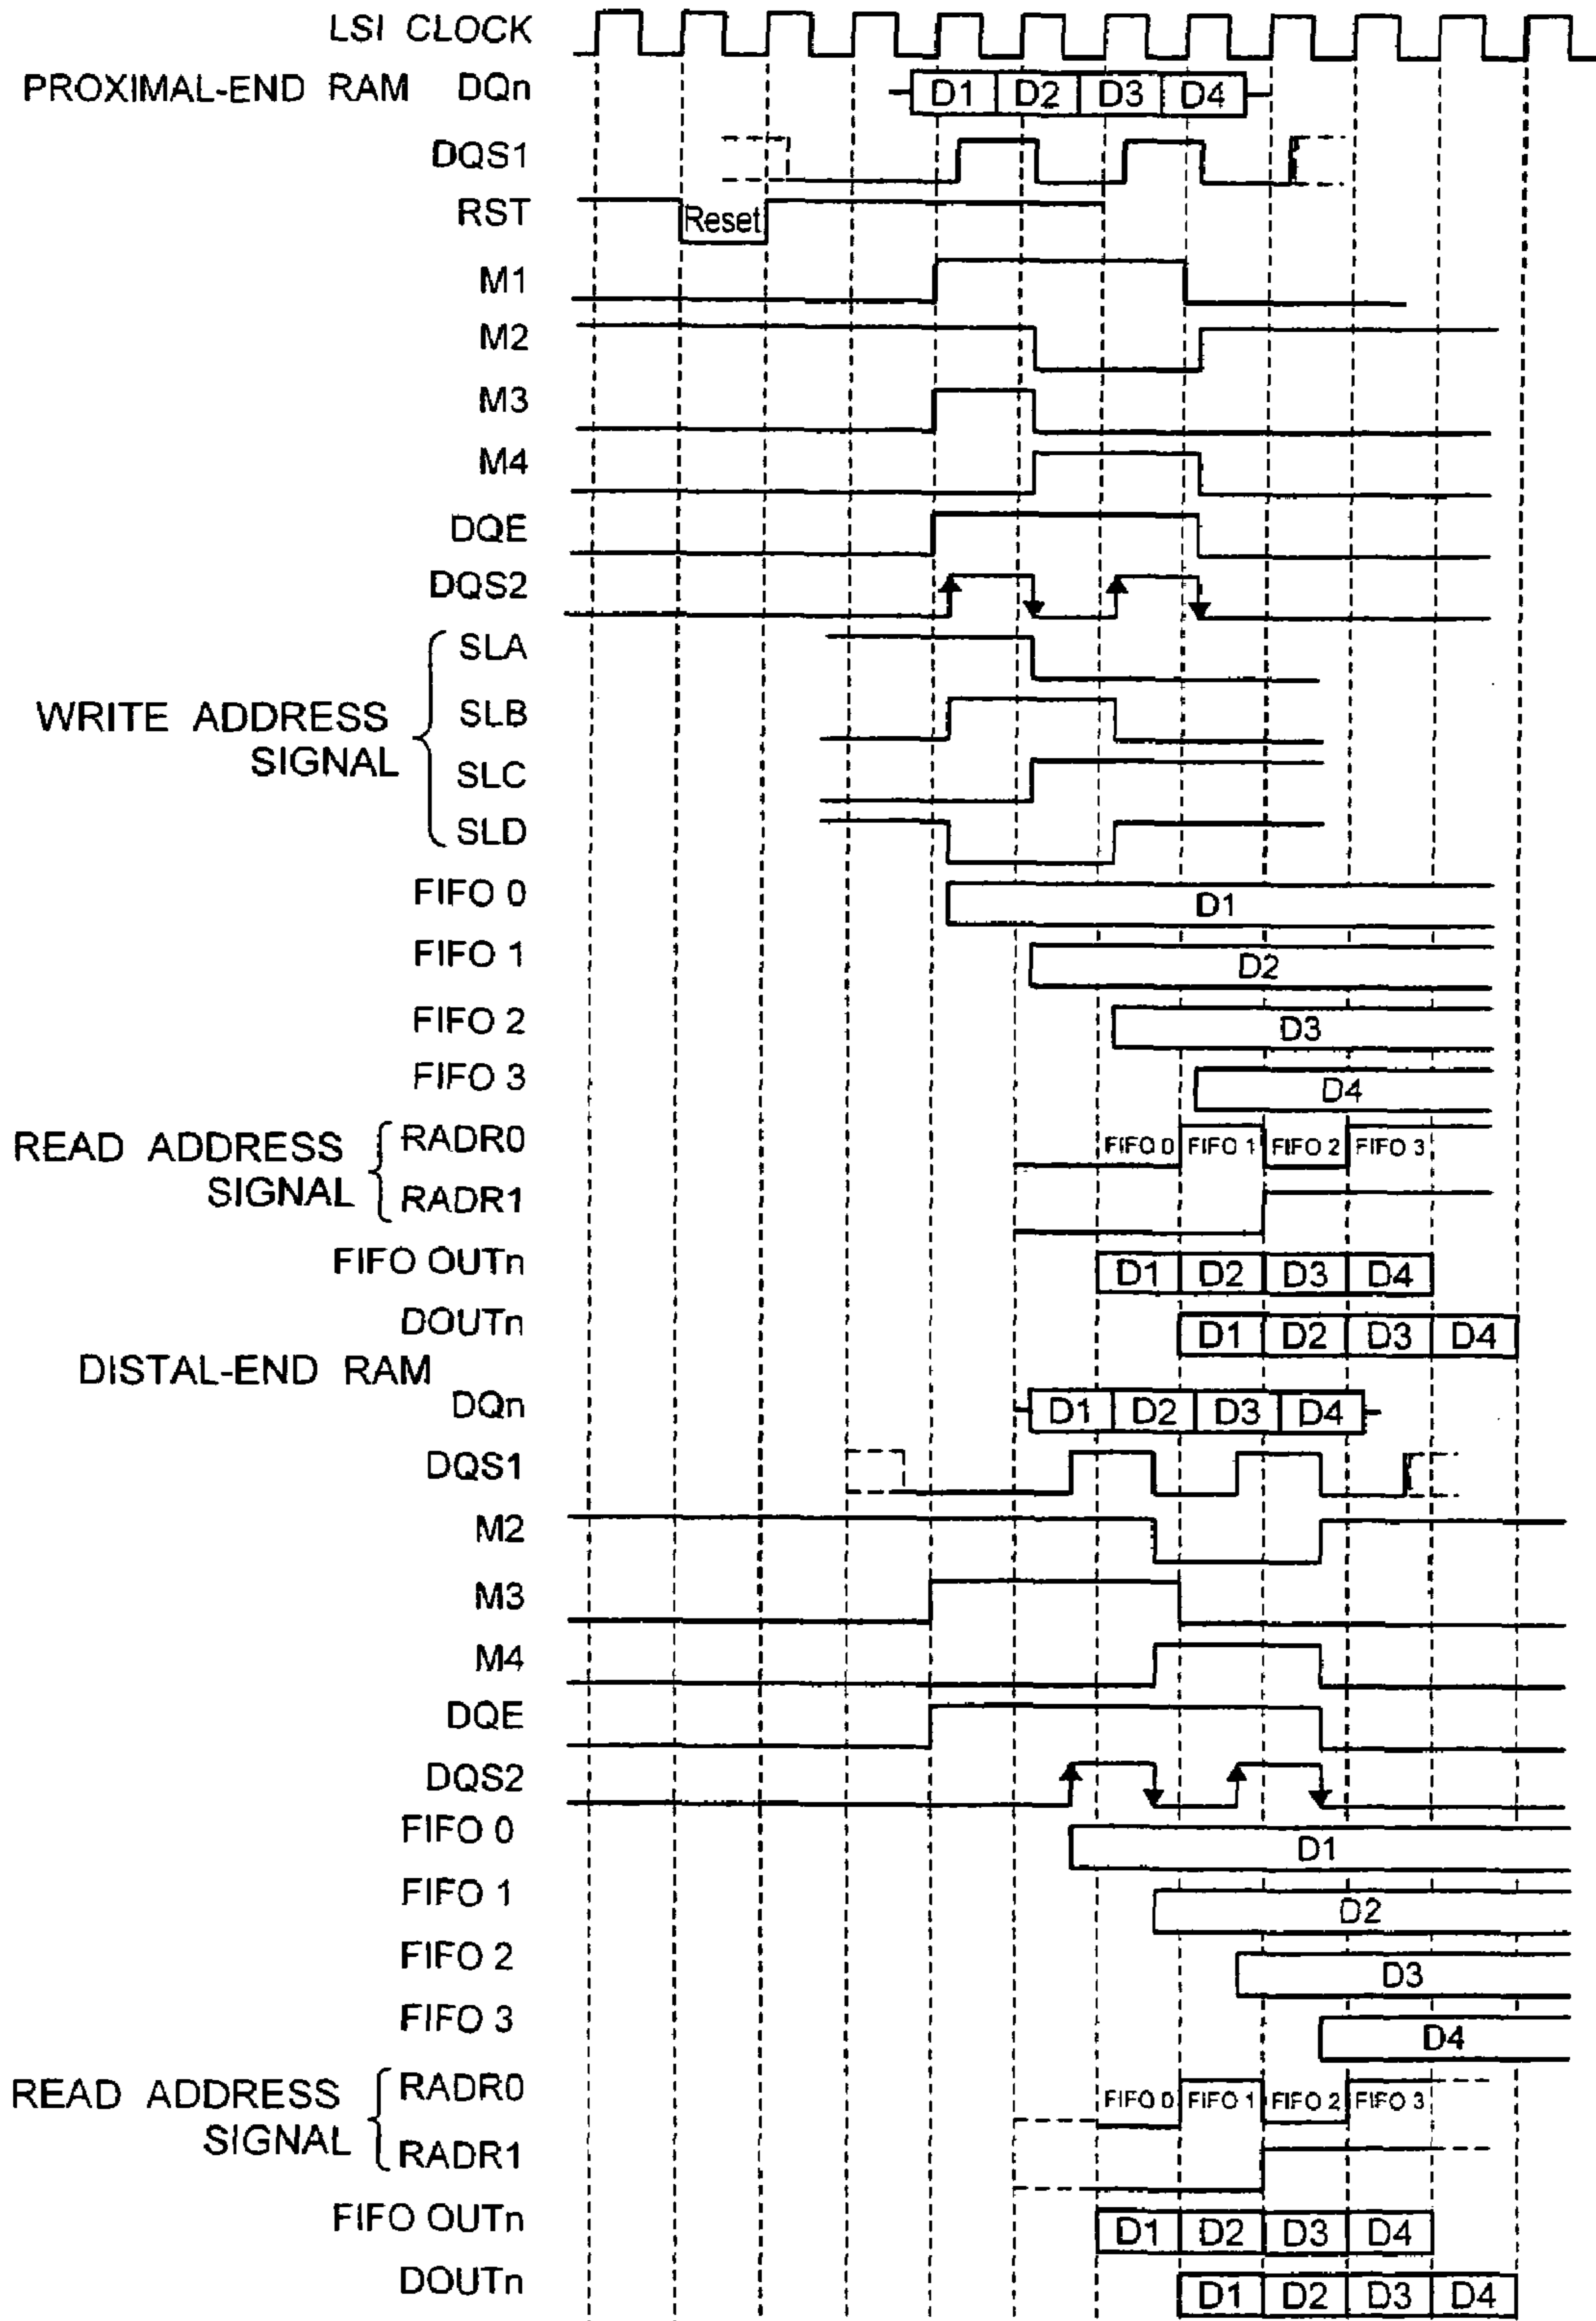 LSI CLOCK
PROXIMAL-END RAM DQn D1 D2 D3 D4
DQS1
RST Reset
M1
M2
M3
M4
DQE
DQS2
WRITE ADDRESS SIGNAL
SLA
SLB
SLC
SLD
FIFO 0 D1
FIFO 1 D2
FIFO 2 D3
FIFO 3 D4
READ ADDRESS SIGNAL
RADR0 FIFO 0 FIFO 1 FIFO 2 FIFO 3
RADR1
FIFO OUTn D1 D2 D3 D4
DOUTn D1 D2 D3 D4
DISTAL-END RAM
DQn D1 D2 D3 D4
DQS1
M2
M3
M4
DQE
DQS2
FIFO 0 D1
FIFO 1 D2
FIFO 2 D3
FIFO 3 D4
READ ADDRESS SIGNAL
RADR0 FIFO 0 FIFO 1 FIFO 2 FIFO 3
RADR1
FIFO OUTn D1 D2 D3 D4
DOUTn D1 D2 D3 D4